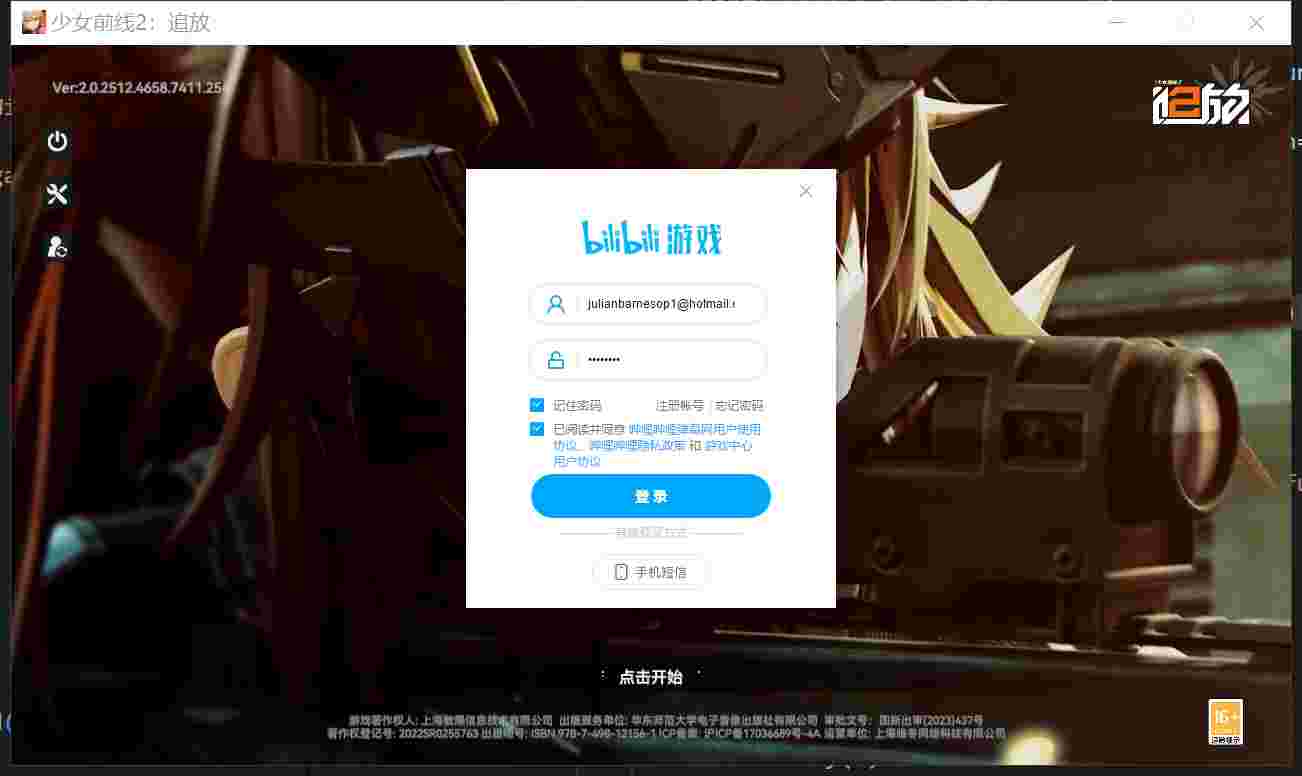 少女前线2：追放
Ver:2.0.2512.4658.7411.25
追放
bilibili 游戏
julianbarnesop1@hotmail.c
••••••••
记住密码 注册账号 | 忘记密码
已阅读并同意 哔哩哔哩弹幕网用户使用
协议、哔哩哔哩隐私政策 和 游戏中心
用户协议
登录
手机短信
点击开始
游戏著作权人: 上海散爆信息技术有限公司 出版服务单位: 华东师范大学电子音像出版社有限公司 审批文号: 国新出审(2023)437号
著作权登记号: 2022SR0255763 出版物号: ISBN 978-7-498-12156-1 ICP备案: 沪ICP备17036689号-4A 运营单位: 上海 网络科技有限公司
16+
适龄提示